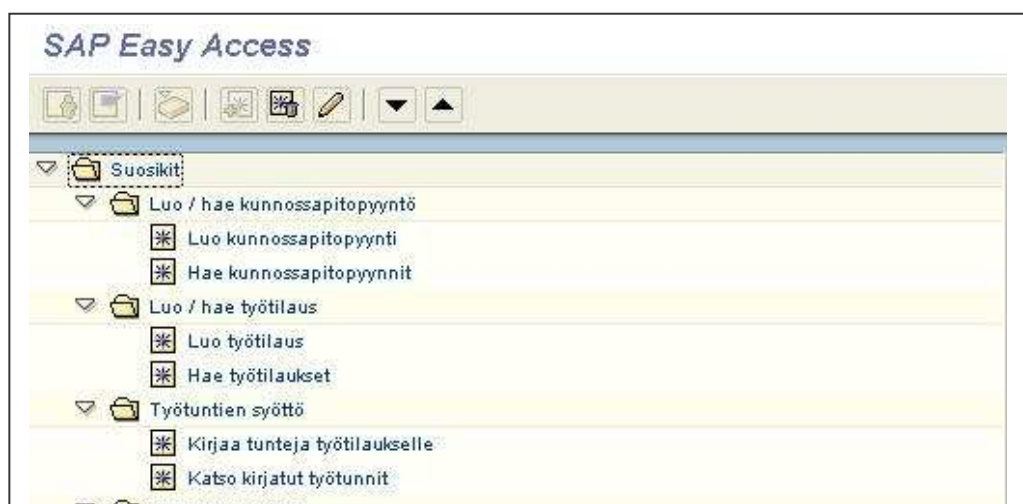 SAP Easy Access
Suosikit
Luo / hae kunnossapitopyyntö
Luo kunnossapitopyynti
Hae kunnossapitopyynnit
Luo / hae työtilaus
Luo työtilaus
Hae työtilaukset
Työtuntien syöttö
Kirjaa tunteja työtilaukselle
Katso kirjatut työtunnit